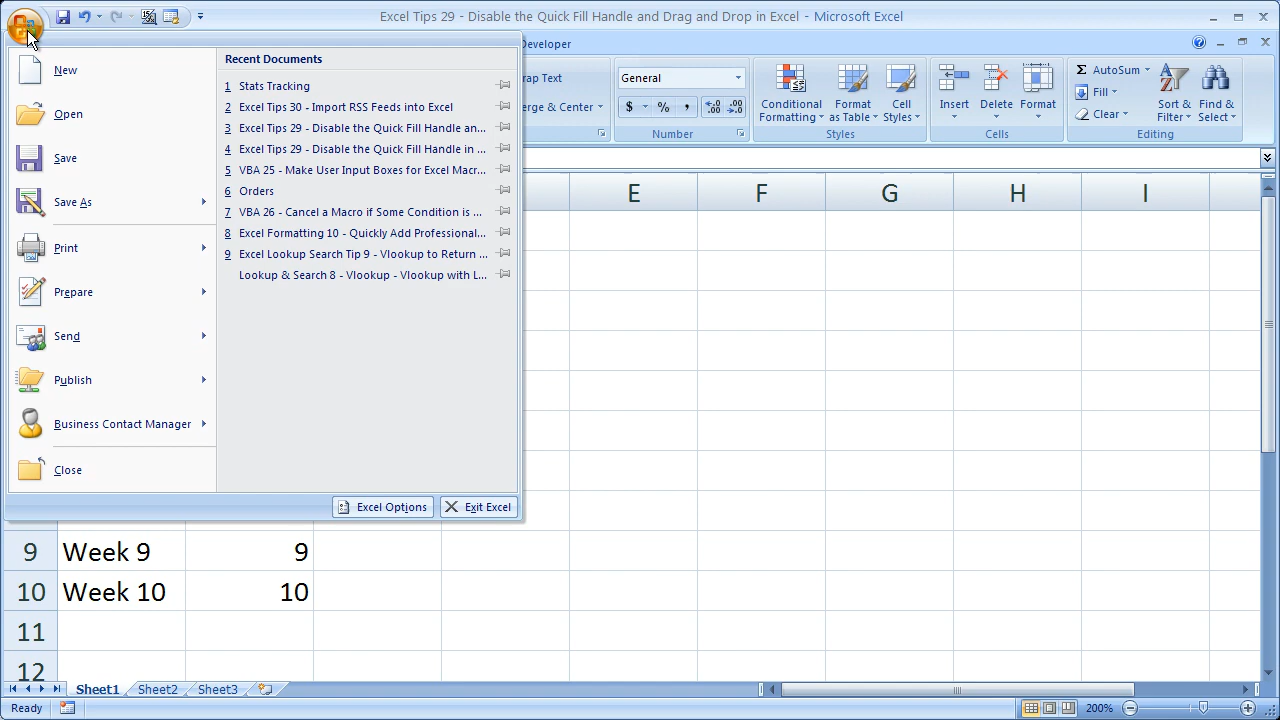 Excel Tips 29 - Disable the Quick Fill Handle and Drag and Drop in Excel - Microsoft Excel
Developer
New
Open
Save
Save As
Print
Prepare
Send
Publish
Business Contact Manager
Close
Recent Documents
1 Stats Tracking
2 Excel Tips 30 - Import RSS Feeds into Excel
3 Excel Tips 29 - Disable the Quick Fill Handle an...
4 Excel Tips 29 - Disable the Quick Fill Handle in ...
5 VBA 25 - Make User Input Boxes for Excel Macr...
6 Orders
7 VBA 26 - Cancel a Macro if Some Condition is ...
8 Excel Formatting 10 - Quickly Add Professional...
9 Excel Lookup Search Tip 9 - Vlookup to Return ...
Lookup & Search 8 - Vlookup - Vlookup with L...
Excel Options
Exit Excel
rap Text
erge & Center
General
$ % ,
Number
Conditional Formatting
Format as Table
Cell Styles
Styles
Insert
Delete
Format
Cells
Σ AutoSum
Fill
Clear
Sort & Filter
Find & Select
Editing
E F G H I
9 Week 9 9
10 Week 10 10
11
12
Sheet1 Sheet2 Sheet3
Ready
200%